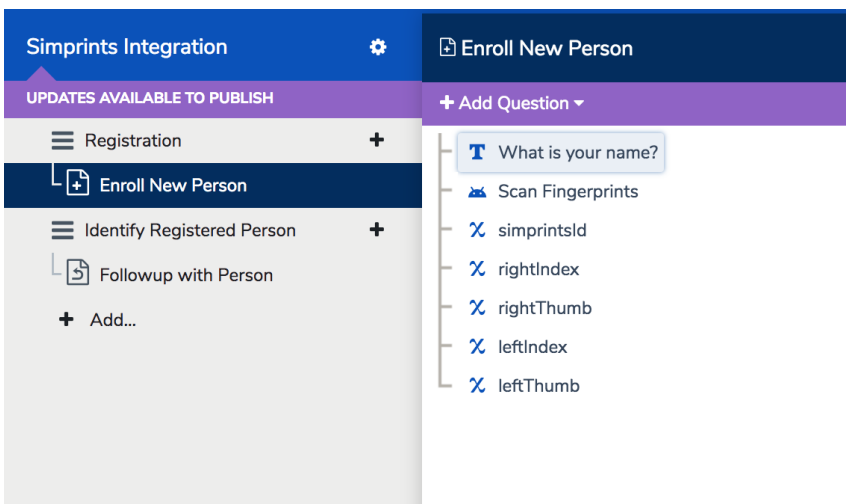 Simprints Integration
UPDATES AVAILABLE TO PUBLISH
Registration
Enroll New Person
Identify Registered Person
Followup with Person
Add...
Enroll New Person
Add Question
What is your name?
Scan Fingerprints
simprintsId
rightIndex
rightThumb
leftIndex
leftThumb